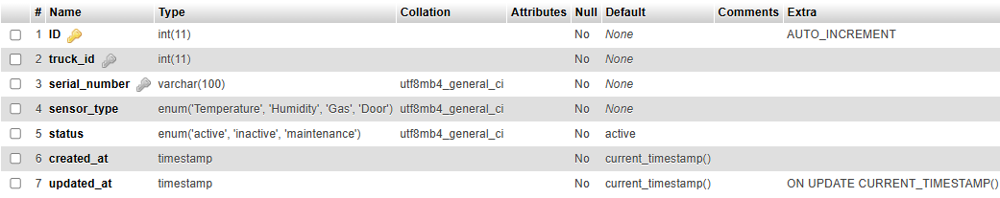 # Name Type Collation Attributes Null Default Comments Extra
1 ID int(11) No None AUTO_INCREMENT
2 truck_id int(11) No None
3 serial_number varchar(100) utf8mb4_general_ci No None
4 sensor_type enum('Temperature', 'Humidity', 'Gas', 'Door') utf8mb4_general_ci No None
5 status enum('active', 'inactive', 'maintenance') utf8mb4_general_ci No active
6 created_at timestamp No current_timestamp()
7 updated_at timestamp No current_timestamp() ON UPDATE CURRENT_TIMESTAMP()